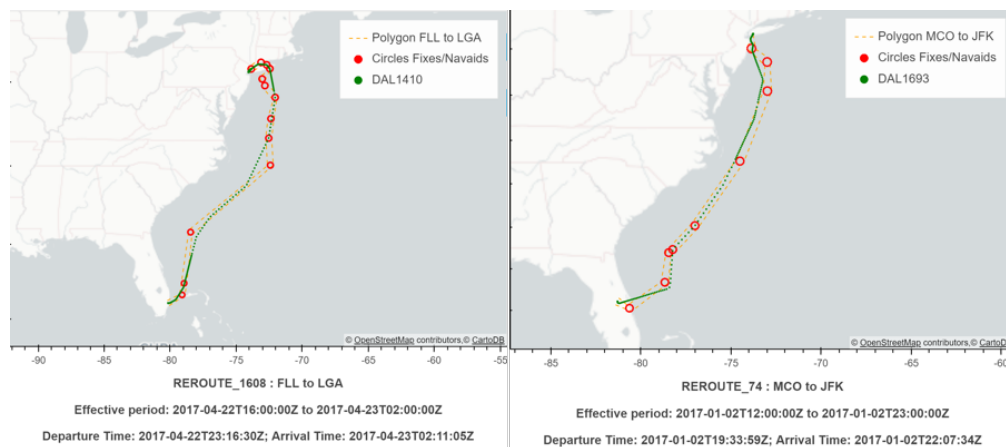 Polygon FLL to LGA
Circles Fixes/Navaids
DAL1410
© OpenStreetMap contributors,© CartoDB
-90
-85
-80
-75
-70
-65
-60
-55
REROUTE_1608 : FLL to LGA
Effective period: 2017-04-22T16:00:00Z to 2017-04-23T02:00:00Z
Departure Time: 2017-04-22T23:16:30Z; Arrival Time: 2017-04-23T02:11:05Z
Polygon MCO to JFK
Circles Fixes/Navaids
DAL1693
© OpenStreetMap contributors,© CartoDB
-85
-80
-75
-70
-65
-60
REROUTE_74 : MCO to JFK
Effective period: 2017-01-02T12:00:00Z to 2017-01-02T23:00:00Z
Departure Time: 2017-01-02T19:33:59Z; Arrival Time: 2017-01-02T22:07:34Z